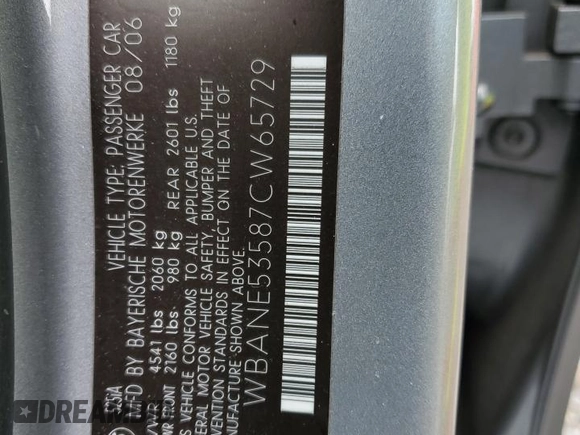 VEHICLE TYPE: PASSENGER CAR
MFD BY BAYERISCHE MOTORENWERKE 08/06
4541 lbs 2060 kg
FRONT 2160 lbs- 980 kg REAR 2601 lbs 1180 kg
VEHICLE CONFORMS TO ALL APPLICABLE U.S.
MOTOR VEHICLE SAFETY, BUMPER AND THEFT
STANDARDS IN EFFECT ON THE DATE OF
SHOWN ABOVE.
WBANE53587CW65729